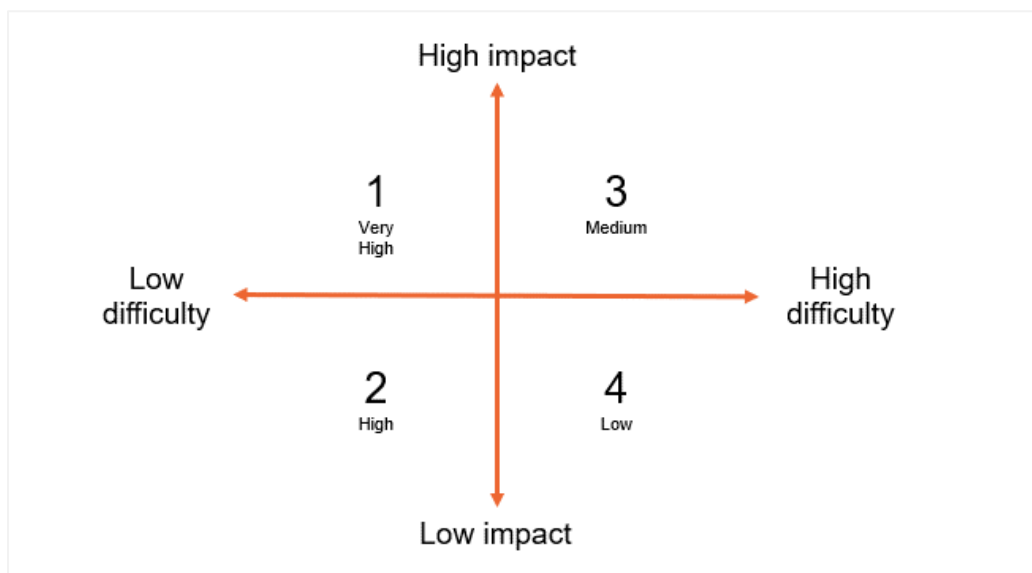 High impact
1
Very
High
3
Medium
Low
difficulty
High
difficulty
2
High
4
Low
Low impact